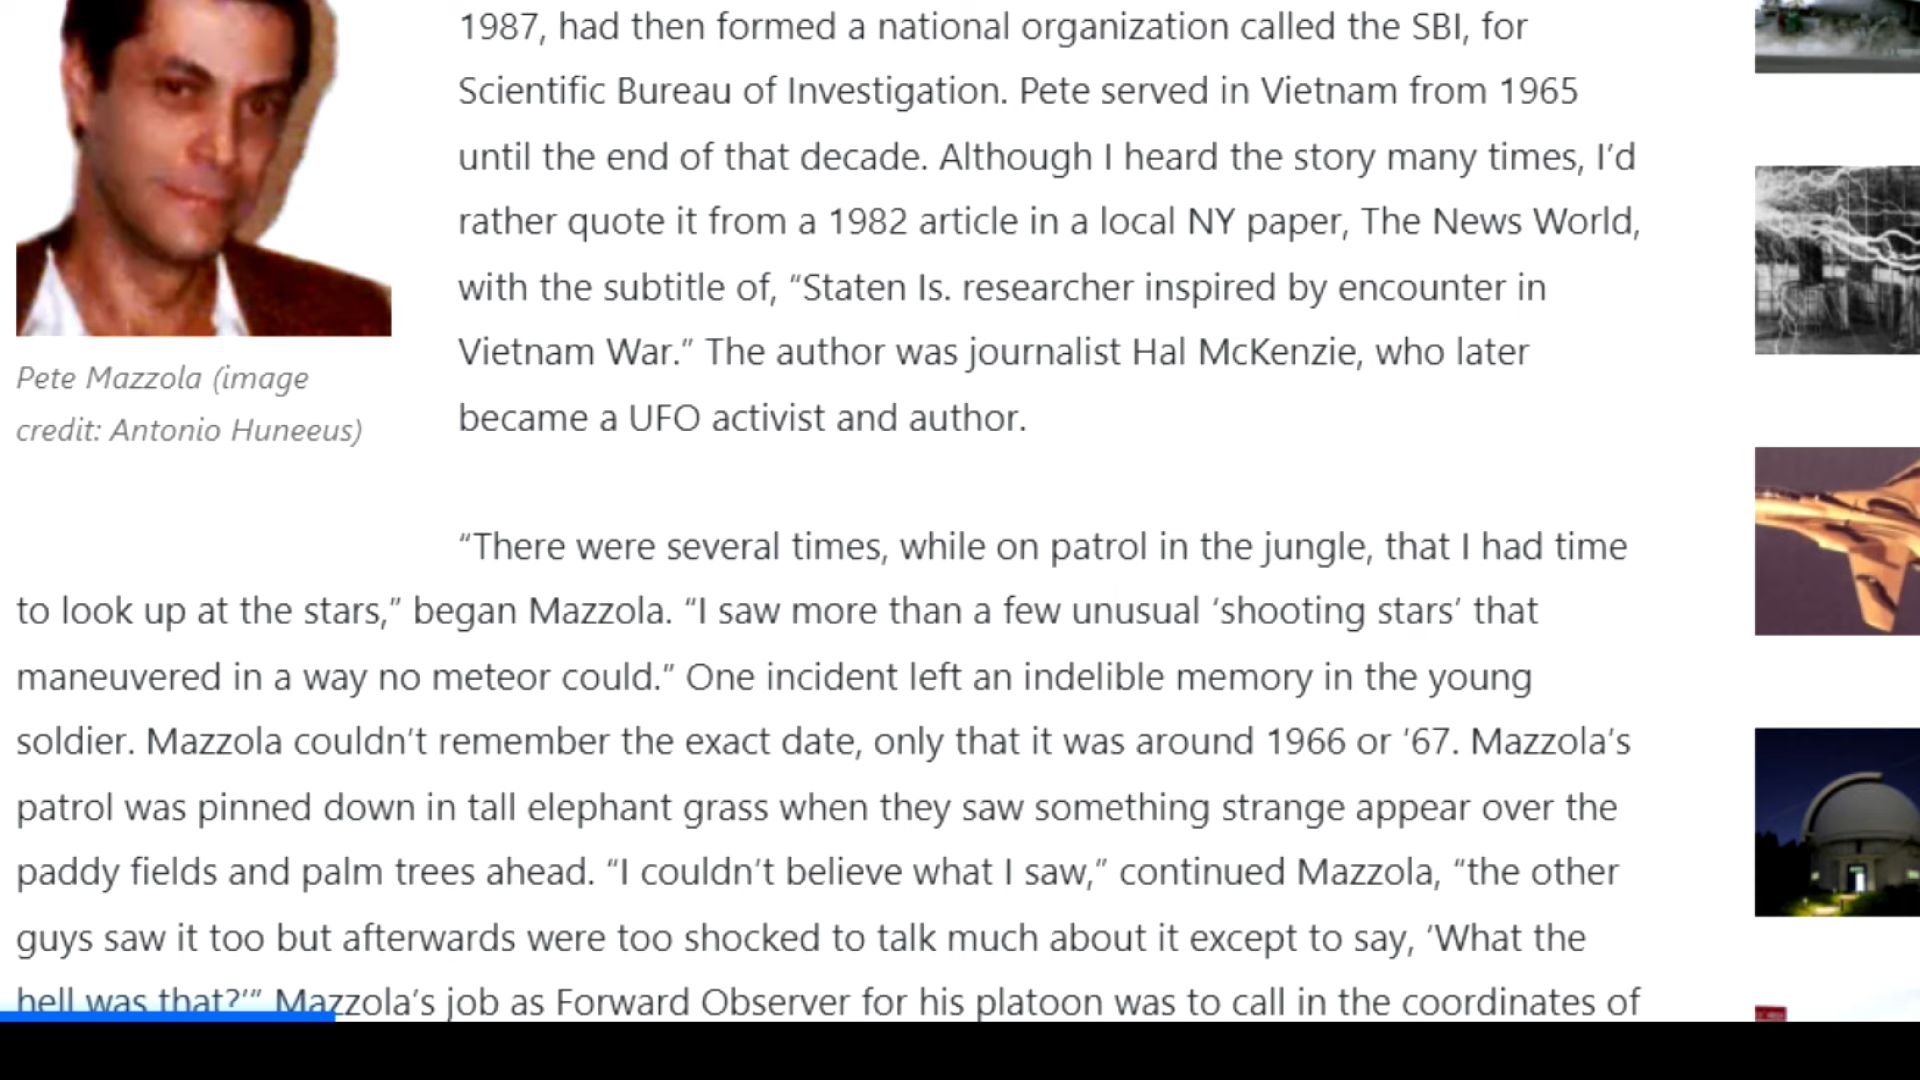 1987, had then formed a national organization called the SBI, for
Scientific Bureau of Investigation. Pete served in Vietnam from 1965
until the end of that decade. Although I heard the story many times, I’d
rather quote it from a 1982 article in a local NY paper, The News World,
with the subtitle of, “Staten Is. researcher inspired by encounter in
Vietnam War.” The author was journalist Hal McKenzie, who later
became a UFO activist and author.
Pete Mazzola (image
credit: Antonio Huneeus)
“There were several times, while on patrol in the jungle, that I had time
to look up at the stars,” began Mazzola. “I saw more than a few unusual ‘shooting stars’ that
maneuvered in a way no meteor could.” One incident left an indelible memory in the young
soldier. Mazzola couldn’t remember the exact date, only that it was around 1966 or ‘67. Mazzola’s
patrol was pinned down in tall elephant grass when they saw something strange appear over the
paddy fields and palm trees ahead. “I couldn’t believe what I saw,” continued Mazzola, “the other
guys saw it too but afterwards were too shocked to talk much about it except to say, ‘What the
hell was that?’” Mazzola’s job as Forward Observer for his platoon was to call in the coordinates of